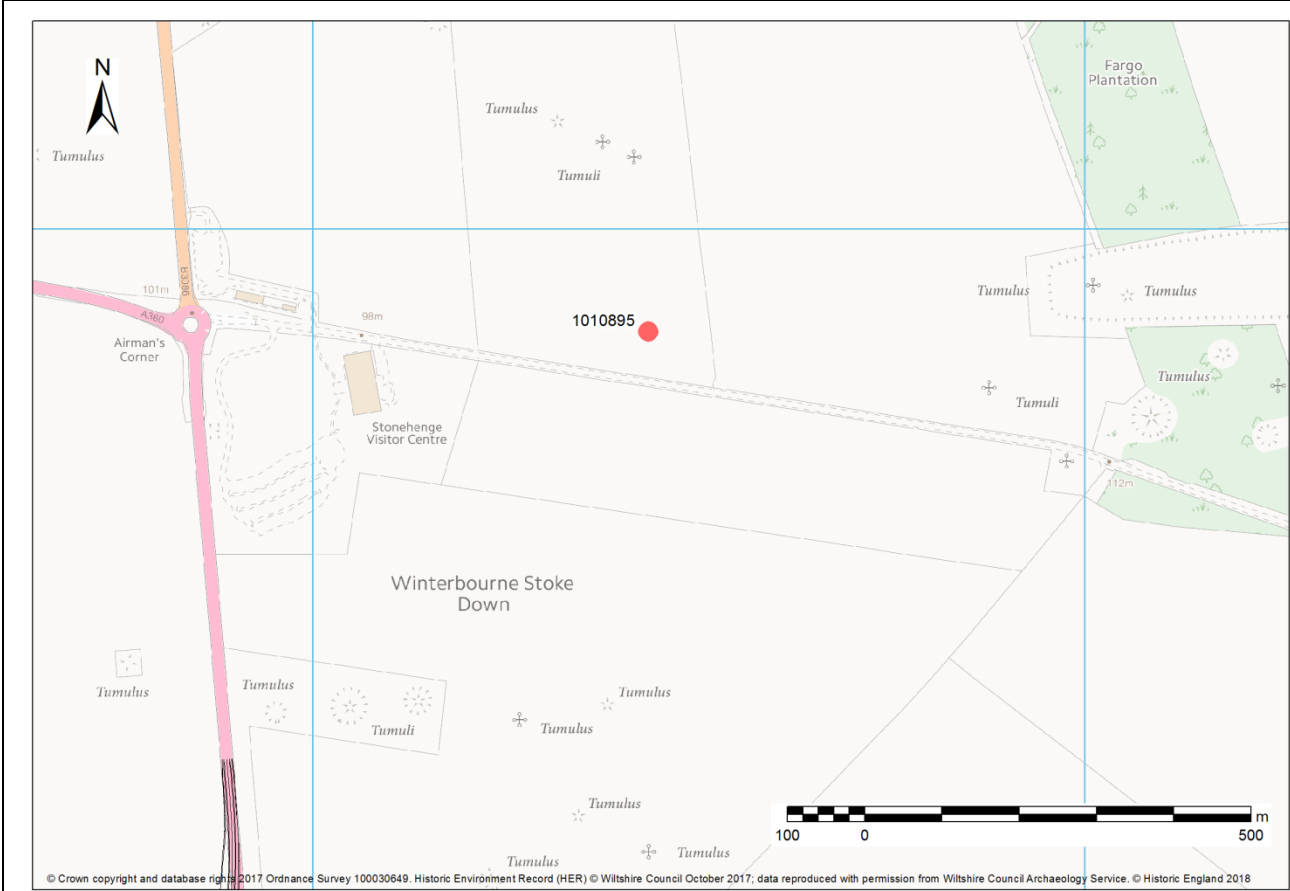 N
Fargo
Plantation
Tumulus
Tumulus
Tumuli
B3086
101m
A360
98m
Airman's
Corner
1010895
Tumulus
Tumulus
Stonehenge
Visitor Centre
Tumulus
Tumuli
112m
Winterbourne Stoke
Down
Tumulus
Tumulus
Tumuli
Tumulus
Tumulus
Tumulus
Tumulus
Tumulus
m
100 0 500
© Crown copyright and database rights 2017 Ordnance Survey 100030649. Historic Environment Record (HER) © Wiltshire Council October 2017; data reproduced with permission from Wiltshire Council Archaeology Service. © Historic England 2018